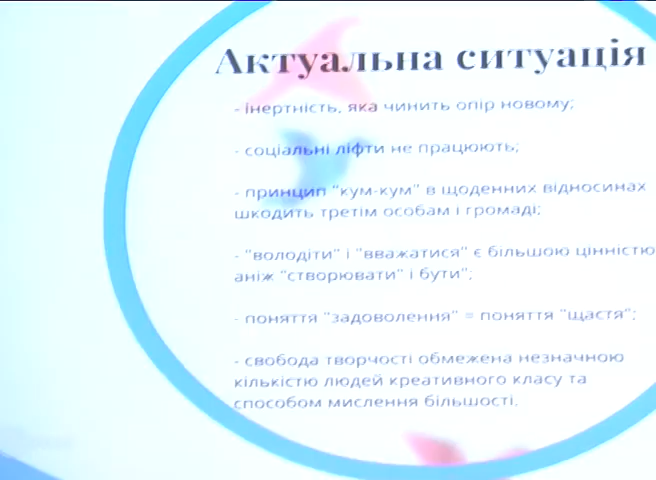 Актуальна ситуація
- інертність, яка чинить опір новому;
- соціальні ліфти не працюють;
- принцип "кум-кум" в щоденних відносинах
шкодить третім особам і громаді;
- "володіти" і "вважатися" є більшою цінністю
аніж "створювати" і бути";
- поняття "задоволення" = поняття "щастя";
- свобода творчості обмежена незначною
кількістю людей креативного класу та
способом мислення більшості.